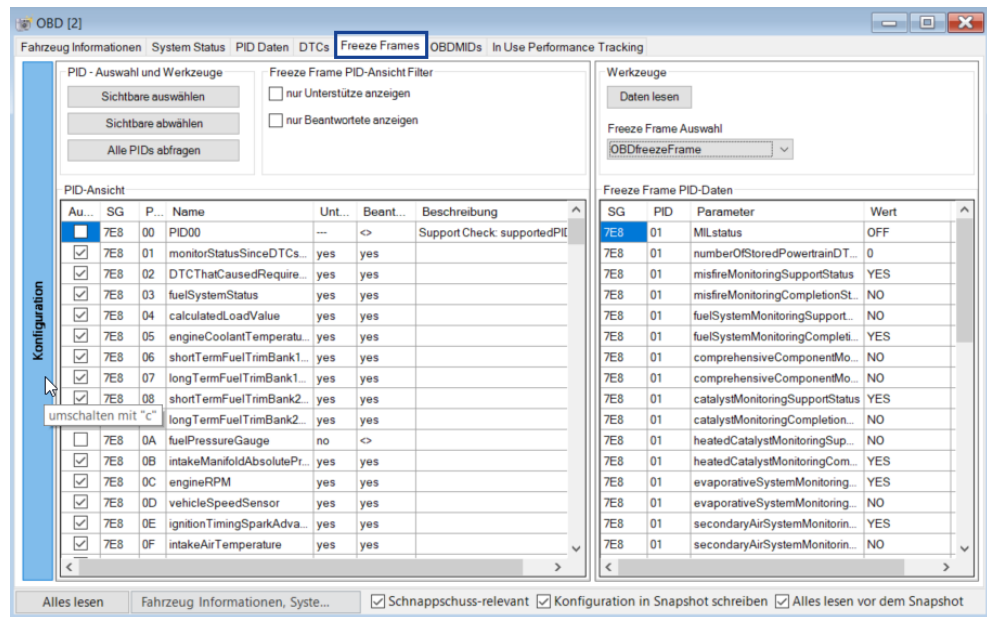 OBD [2]
Fahrzeug Informationen System Status PID Daten DTCs Freeze Frames OBDMIDs In Use Performance Tracking
Konfiguration
PID - Auswahl und Werkzeuge
Sichtbare auswählen
Sichtbare abwählen
Alle PIDs abfragen
Freeze Frame PID-Ansicht Filter
nur Unterstütze anzeigen
nur Beantwortete anzeigen
Werkzeuge
Daten lesen
Freeze Frame Auswahl
OBDfreezeFrame
PID-Ansicht
Au... SG P... Name Unt... Beant... Beschreibung
7E8 00 PID00 --- <> Support Check: supportedPID
7E8 01 monitorStatusSinceDTCs... yes yes
7E8 02 DTCThatCausedRequire... yes yes
7E8 03 fuelSystemStatus yes yes
7E8 04 calculatedLoadValue yes yes
7E8 05 engineCoolantTemperatu... yes yes
7E8 06 shortTermFuelTrimBank1... yes yes
7E8 07 longTermFuelTrimBank1... yes yes
7E8 08 shortTermFuelTrimBank2... yes yes
umschalten mit "c"
longTermFuelTrimBank2... yes yes
7E8 0A fuelPressureGauge no <>
7E8 0B intakeManifoldAbsolutePr... yes yes
7E8 0C engineRPM yes yes
7E8 0D vehicleSpeedSensor yes yes
7E8 0E ignitionTimingSparkAdva... yes yes
7E8 0F intakeAirTemperature yes yes
Freeze Frame PID-Daten
SG PID Parameter Wert
7E8 01 MILstatus OFF
7E8 01 numberOfStoredPowertrainDT... 0
7E8 01 misfireMonitoringSupportStatus YES
7E8 01 misfireMonitoringCompletionSt... NO
7E8 01 fuelSystemMonitoringSupport... NO
7E8 01 fuelSystemMonitoringCompleti... YES
7E8 01 comprehensiveComponentMo... NO
7E8 01 comprehensiveComponentMo... NO
7E8 01 catalystMonitoringSupportStatus YES
7E8 01 catalystMonitoringCompletion... NO
7E8 01 heatedCatalystMonitoringSup... NO
7E8 01 heatedCatalystMonitoringCom... YES
7E8 01 evaporativeSystemMonitoring... YES
7E8 01 evaporativeSystemMonitoring... NO
7E8 01 secondaryAirSystemMonitorin... YES
7E8 01 secondaryAirSystemMonitorin... NO
Alles lesen
Fahrzeug Informationen, Syste...
Schnappschuss-relevant
Konfiguration in Snapshot schreiben
Alles lesen vor dem Snapshot